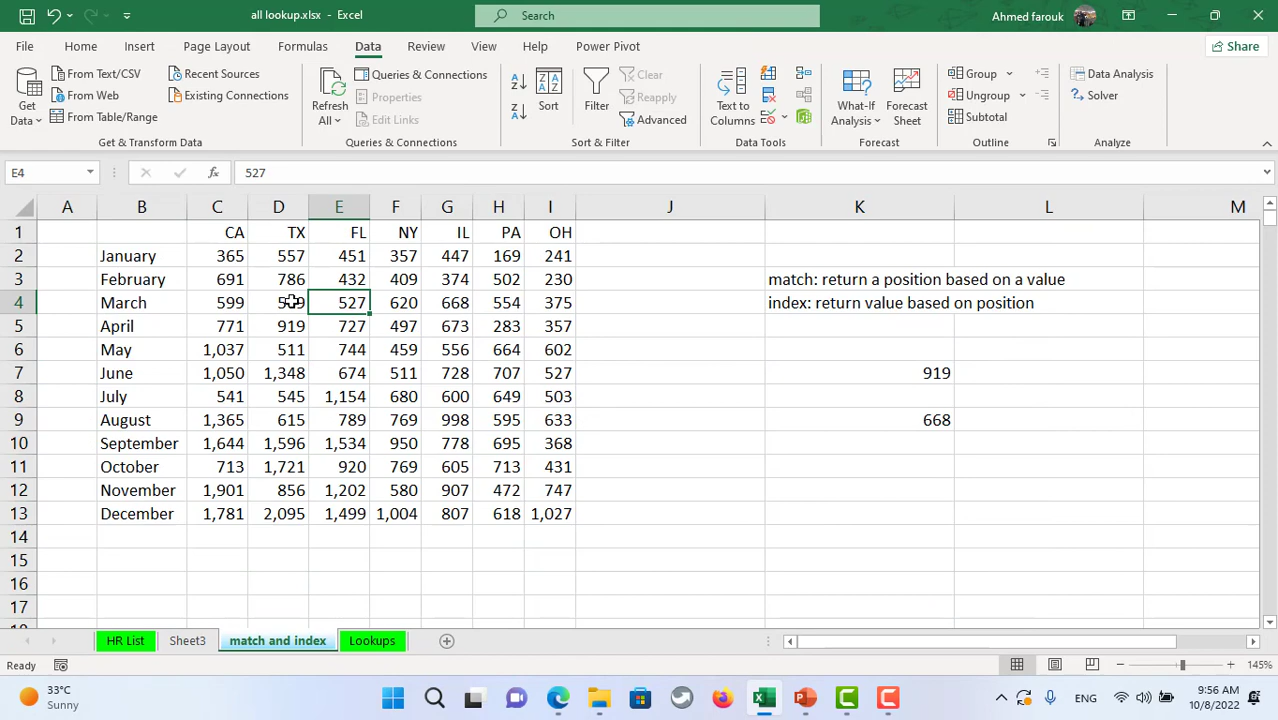 all lookup.xlsx - Excel
Search
Ahmed farouk
File Home Insert Page Layout Formulas Data Review View Help Power Pivot
Share
Get Data
From Text/CSV
From Web
From Table/Range
Recent Sources
Existing Connections
Get & Transform Data
Refresh All
Queries & Connections
Properties
Edit Links
Queries & Connections
Sort
Filter
Clear
Reapply
Advanced
Sort & Filter
Text to Columns
Data Tools
What-If Analysis
Forecast Sheet
Forecast
Group
Ungroup
Subtotal
Outline
Data Analysis
Solver
Analyze
E4 fx 527
A B C D E F G H I J K L M
1 CA TX FL NY IL PA OH
2 January 365 557 451 357 447 169 241
3 February 691 786 432 409 374 502 230 match: return a position based on a value
4 March 599 527 620 668 554 375 index: return value based on position
5 April 771 919 727 497 673 283 357
6 May 1,037 511 744 459 556 664 602
7 June 1,050 1,348 674 511 728 707 527 919
8 July 541 545 1,154 680 600 649 503
9 August 1,365 615 789 769 998 595 633 668
10 September 1,644 1,596 1,534 950 778 695 368
11 October 713 1,721 920 769 605 713 431
12 November 1,901 856 1,202 580 907 472 747
13 December 1,781 2,095 1,499 1,004 807 618 1,027
14
15
16
17
HR List Sheet3 match and index Lookups
Ready 145%
33°C
Sunny
ENG
9:56 AM
10/8/2022